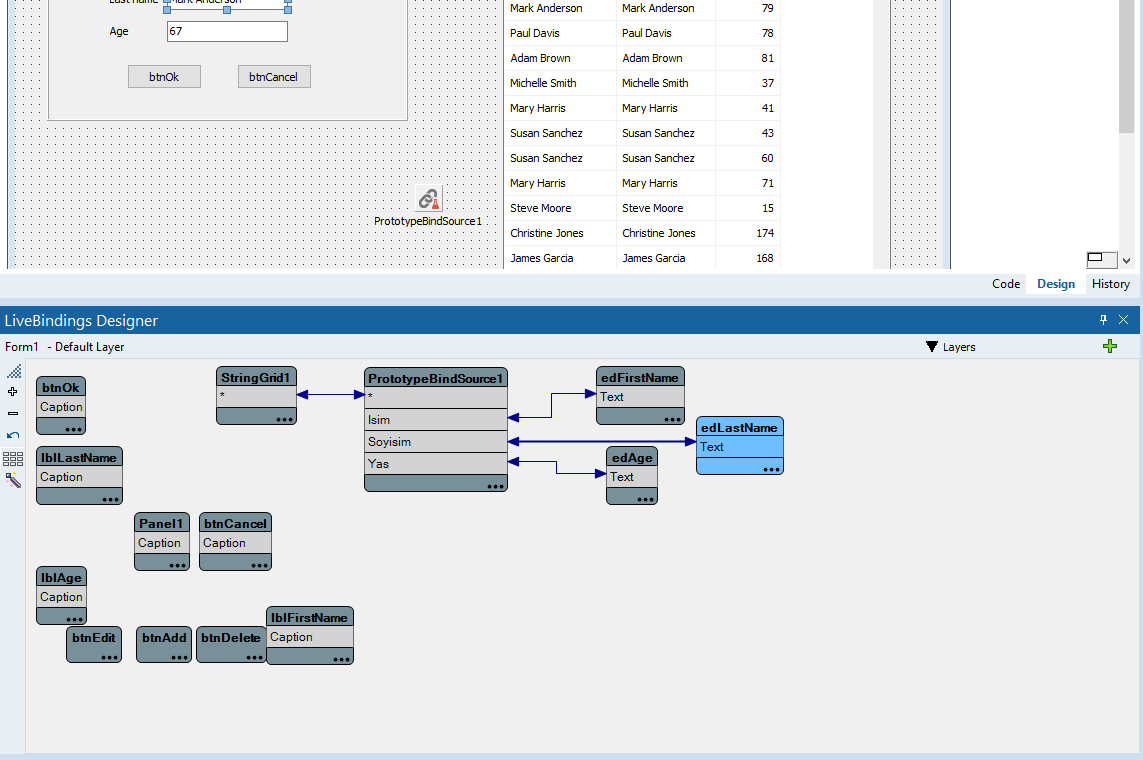 Last name Mark Anderson
Age 67
btnOk btnCancel
PrototypeBindSource1
Mark Anderson Mark Anderson 79
Paul Davis Paul Davis 78
Adam Brown Adam Brown 81
Michelle Smith Michelle Smith 37
Mary Harris Mary Harris 41
Susan Sanchez Susan Sanchez 43
Susan Sanchez Susan Sanchez 60
Mary Harris Mary Harris 71
Steve Moore Steve Moore 15
Christine Jones Christine Jones 174
James Garcia James Garcia 168
Code Design History
LiveBindings Designer
Form1 - Default Layer Layers
btnOk
Caption
lblLastName
Caption
StringGrid1
*
PrototypeBindSource1
*
Isim
Soyisim
Yas
edFirstName
Text
edLastName
Text
edAge
Text
Panel1
Caption
btnCancel
Caption
lblAge
Caption
btnEdit
btnAdd
btnDelete
lblFirstName
Caption